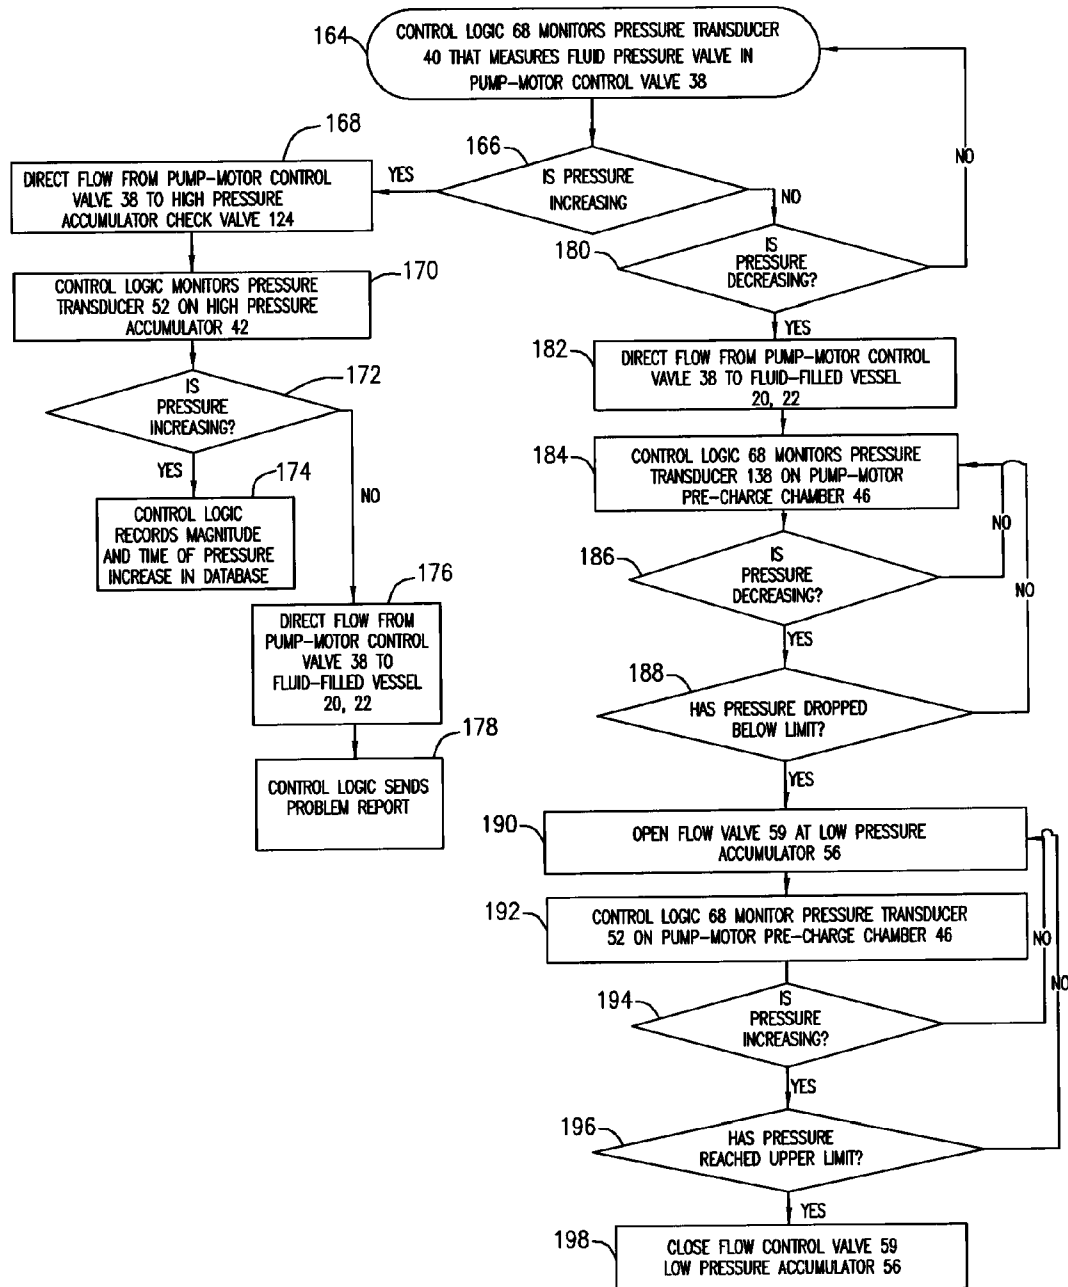 164
CONTROL LOGIC 68 MONITORS PRESSURE TRANSDUCER
40 THAT MEASURES FLUID PRESSURE VALVE IN
PUMP-MOTOR CONTROL VALVE 38
166
IS PRESSURE
INCREASING
YES
NO
NO
168
DIRECT FLOW FROM PUMP-MOTOR CONTROL
VALVE 38 TO HIGH PRESSURE
ACCUMULATOR CHECK VALVE 124
170
CONTROL LOGIC MONITORS PRESSURE
TRANSDUCER 52 ON HIGH PRESSURE
ACCUMULATOR 42
172
IS
PRESSURE
INCREASING?
YES
NO
174
CONTROL LOGIC
RECORDS MAGNITUDE
AND TIME OF PRESSURE
INCREASE IN DATABASE
176
DIRECT FLOW FROM
PUMP-MOTOR CONTROL
VALVE 38 TO
FLUID-FILLED VESSEL
20, 22
178
CONTROL LOGIC SENDS
PROBLEM REPORT
180
IS
PRESSURE
DECREASING?
YES
182
DIRECT FLOW FROM PUMP-MOTOR CONTROL
VAVLE 38 TO FLUID-FILLED VESSEL
20, 22
184
CONTROL LOGIC 68 MONITORS PRESSURE
TRANSDUCER 138 ON PUMP-MOTOR
PRE-CHARGE CHAMBER 46
186
IS
PRESSURE
DECREASING?
NO
YES
188
HAS PRESSURE DROPPED
BELOW LIMIT?
NO
YES
190
OPEN FLOW VALVE 59 AT LOW PRESSURE
ACCUMULATOR 56
192
CONTROL LOGIC 68 MONITOR PRESSURE TRANSDUCER
52 ON PUMP-MOTOR PRE-CHARGE CHAMBER 46
194
IS
PRESSURE
INCREASING?
NO
YES
196
HAS PRESSURE
REACHED UPPER LIMIT?
NO
YES
198
CLOSE FLOW CONTROL VALVE 59
LOW PRESSURE ACCUMULATOR 56